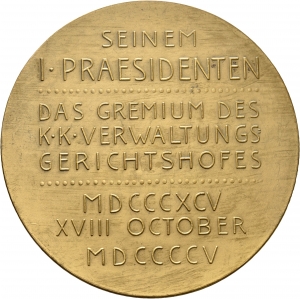 SEINEM
I · PRAESIDENTEN
DAS GREMIUM DES
K·K·VERWALTUNGS
GERICHTSHOFES
MDCCCXCV
XVIII OCTOBER
MDCCCCV